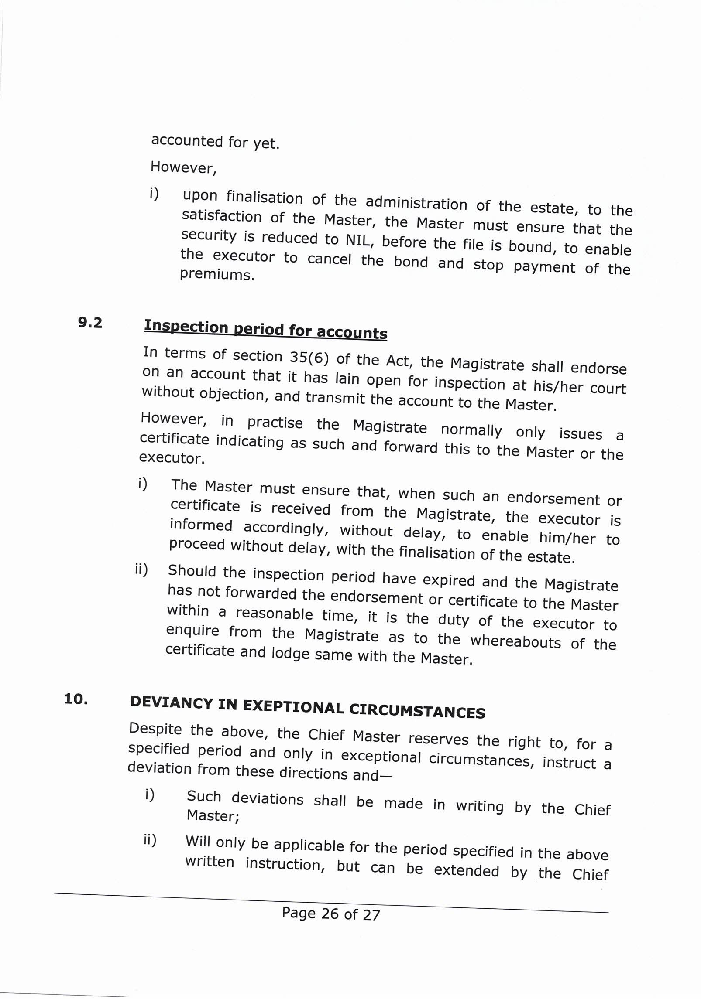 accounted for yet.
However,
i) upon finalisation of the administration of the estate, to the
satisfaction of the Master, the Master must ensure that the
security is reduced to NIL, before the file is bound, to enable
the executor to cancel the bond and stop payment of the
premiums.
9.2 Inspection period for accounts
In terms of section 35(6) of the Act, the Magistrate shall endorse
on an account that it has lain open for inspection at his/her court
without objection, and transmit the account to the Master.
However, in practise the Magistrate normally only issues a
certificate indicating as such and forward this to the Master or the
executor.
i) The Master must ensure that, when such an endorsement or
certificate is received from the Magistrate, the executor is
informed accordingly, without delay, to enable him/her to
proceed without delay, with the finalisation of the estate.
ii) Should the inspection period have expired and the Magistrate
has not forwarded the endorsement or certificate to the Master
within a reasonable time, it is the duty of the executor to
enquire from the Magistrate as to the whereabouts of the
certificate and lodge same with the Master.
10. DEVIANCY IN EXEPTIONAL CIRCUMSTANCES
Despite the above, the Chief Master reserves the right to, for a
specified period and only in exceptional circumstances, instruct a
deviation from these directions and—
i) Such deviations shall be made in writing by the Chief
Master;
ii) Will only be applicable for the period specified in the above
written instruction, but can be extended by the Chief
Page 26 of 27